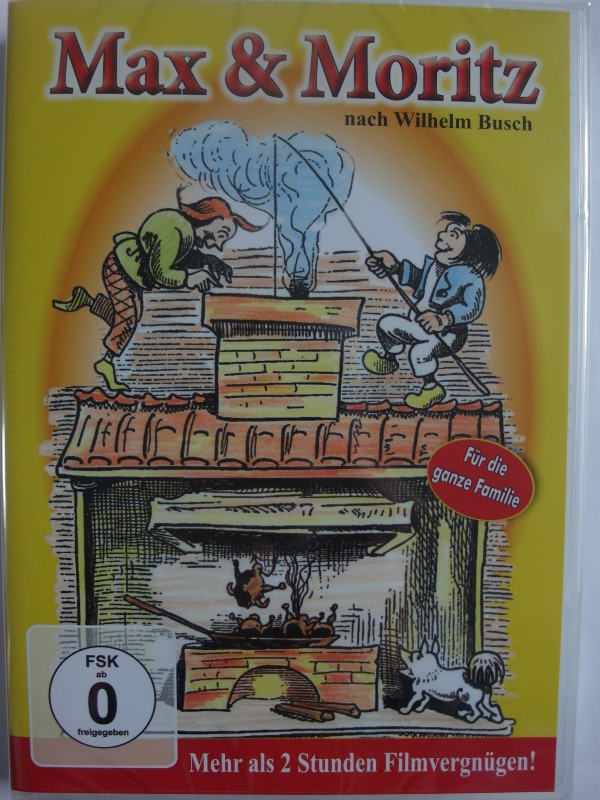 Max & Moritz
nach Wilhelm Busch
Für die
ganze Familie
FSK
ab
0
freigegeben
Mehr als 2 Stunden Filmvergnügen!